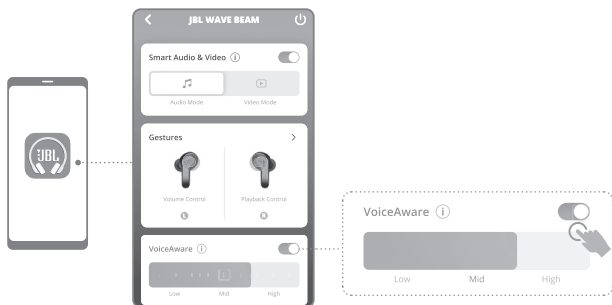 JBL WAVE BEAM
Smart Audio & Video i
Audio Mode Video Mode
JBL
Gestures >
Volume Control Playback Control
L R
VoiceAware i
Low Mid High
VoiceAware i
Low Mid High